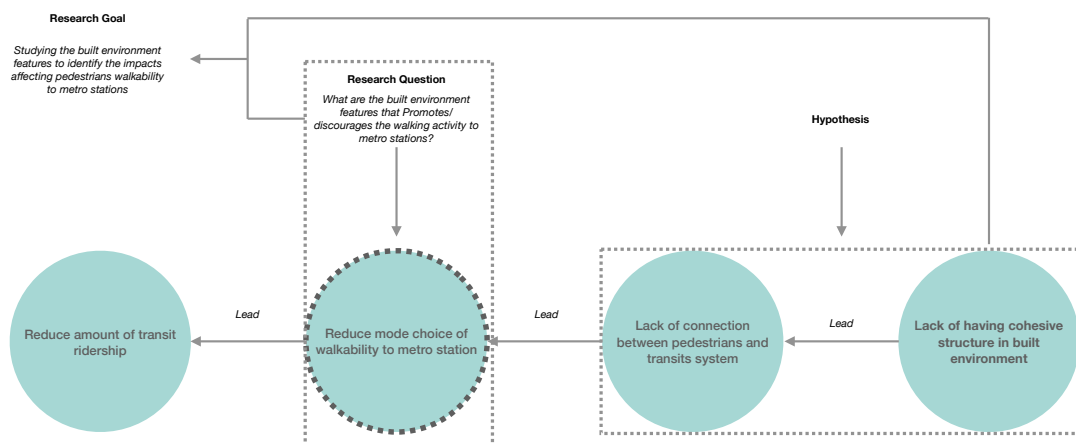 Research Goal
Studying the built environment
features to identify the impacts
affecting pedestrians walkability
to metro stations
Research Question
What are the built environment
features that Promotes/
discourages the walking activity to
metro stations?
Hypothesis
Reduce amount of transit
ridership
Lead
Reduce mode choice of
walkability to metro station
Lead
Lack of connection
between pedestrians and
transits system
Lead
Lack of having cohesive
structure in built
environment